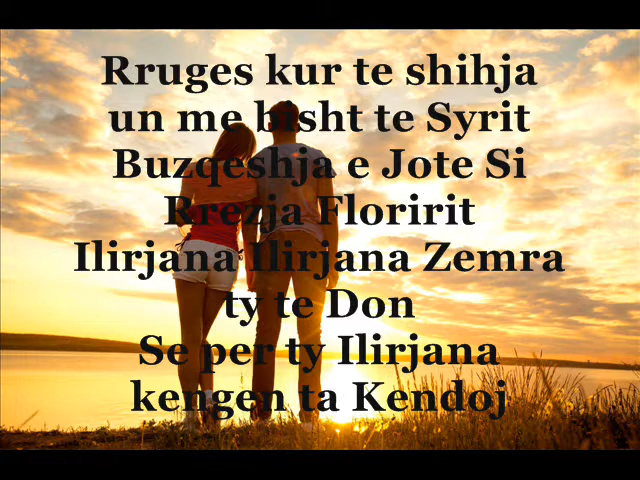 Rruges kur te shihja
un me bisht te Syrit
Buzqeshja e Jote Si
Rrezja Floririt
Ilirjana Ilirjana Zemra
ty te Don
Se per ty Ilirjana
kengen ta Kendoj